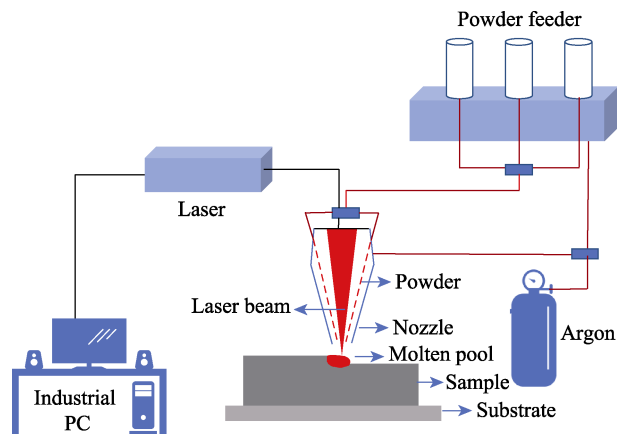 Powder feeder
Laser
Powder
Laser beam
Nozzle
Argon
Molten pool
Industrial
PC
Sample
Substrate